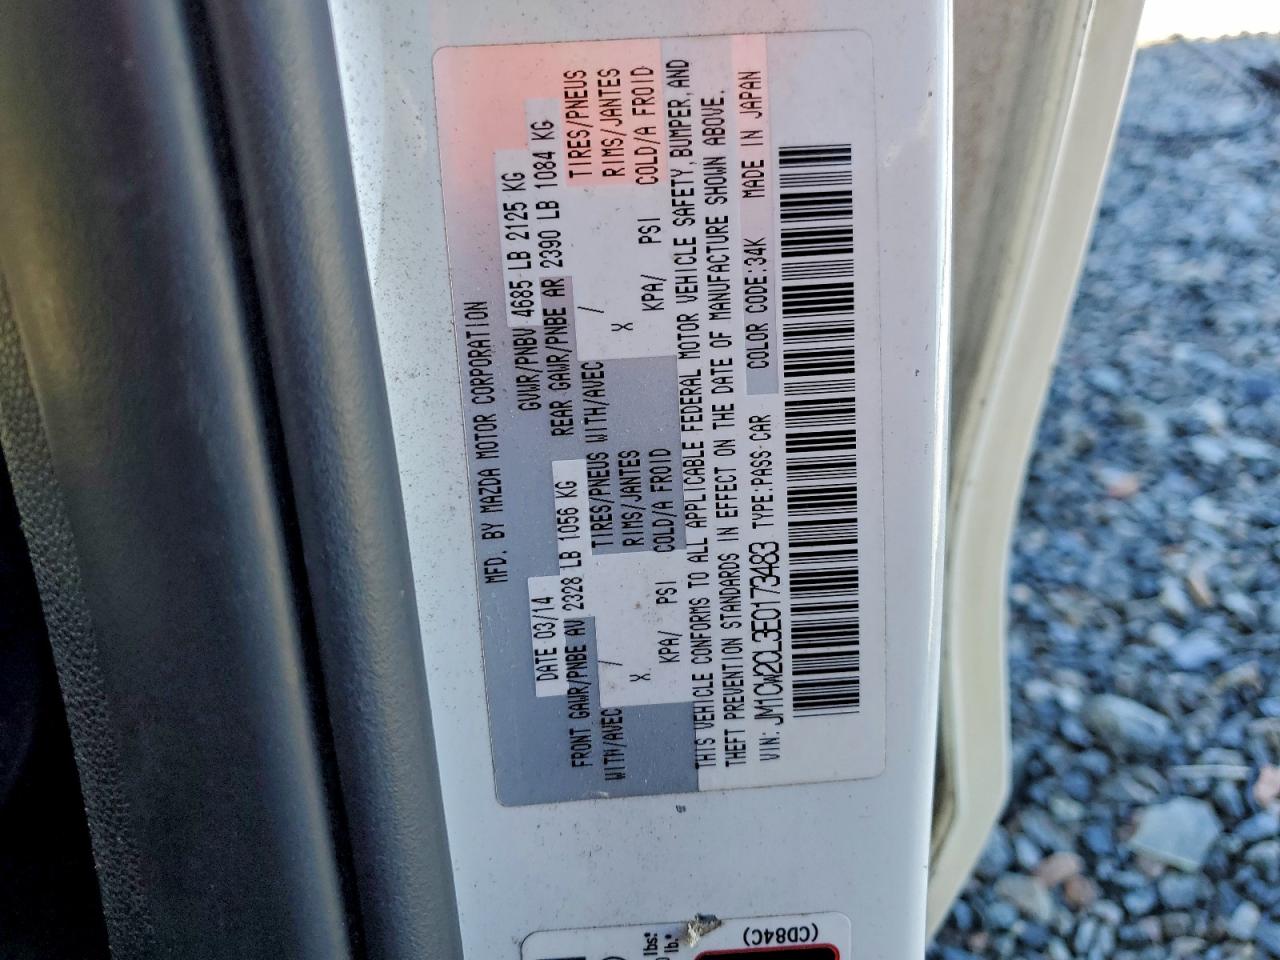 MFD. BY MAZDA MOTOR CORPORATION
DATE 03/14 GVWR/PNBV 4685 LB 2125 KG
FRONT GAWR/PNBE AV 2328 LB 1056 KG REAR GAWR/PNBE AR 2390 LB 1084 KG
WITH/AVEC / TIRES/PNEUS WITH/AVEC / TIRES/PNEUS
X RIMS/JANTES X RIMS/JANTES
KPA/ PSI COLD/A FROID KPA/ PSI COLD/A FROID
THIS VEHICLE CONFORMS TO ALL APPLICABLE FEDERAL MOTOR VEHICLE SAFETY, BUMPER, AND
THEFT PREVENTION STANDARDS IN EFFECT ON THE DATE OF MANUFACTURE SHOWN ABOVE.
VIN: JM1CW2CL3E0173483 TYPE:PASS CAR COLOR CODE:34K MADE IN JAPAN
(CD84C)
lbs.*
lb.*